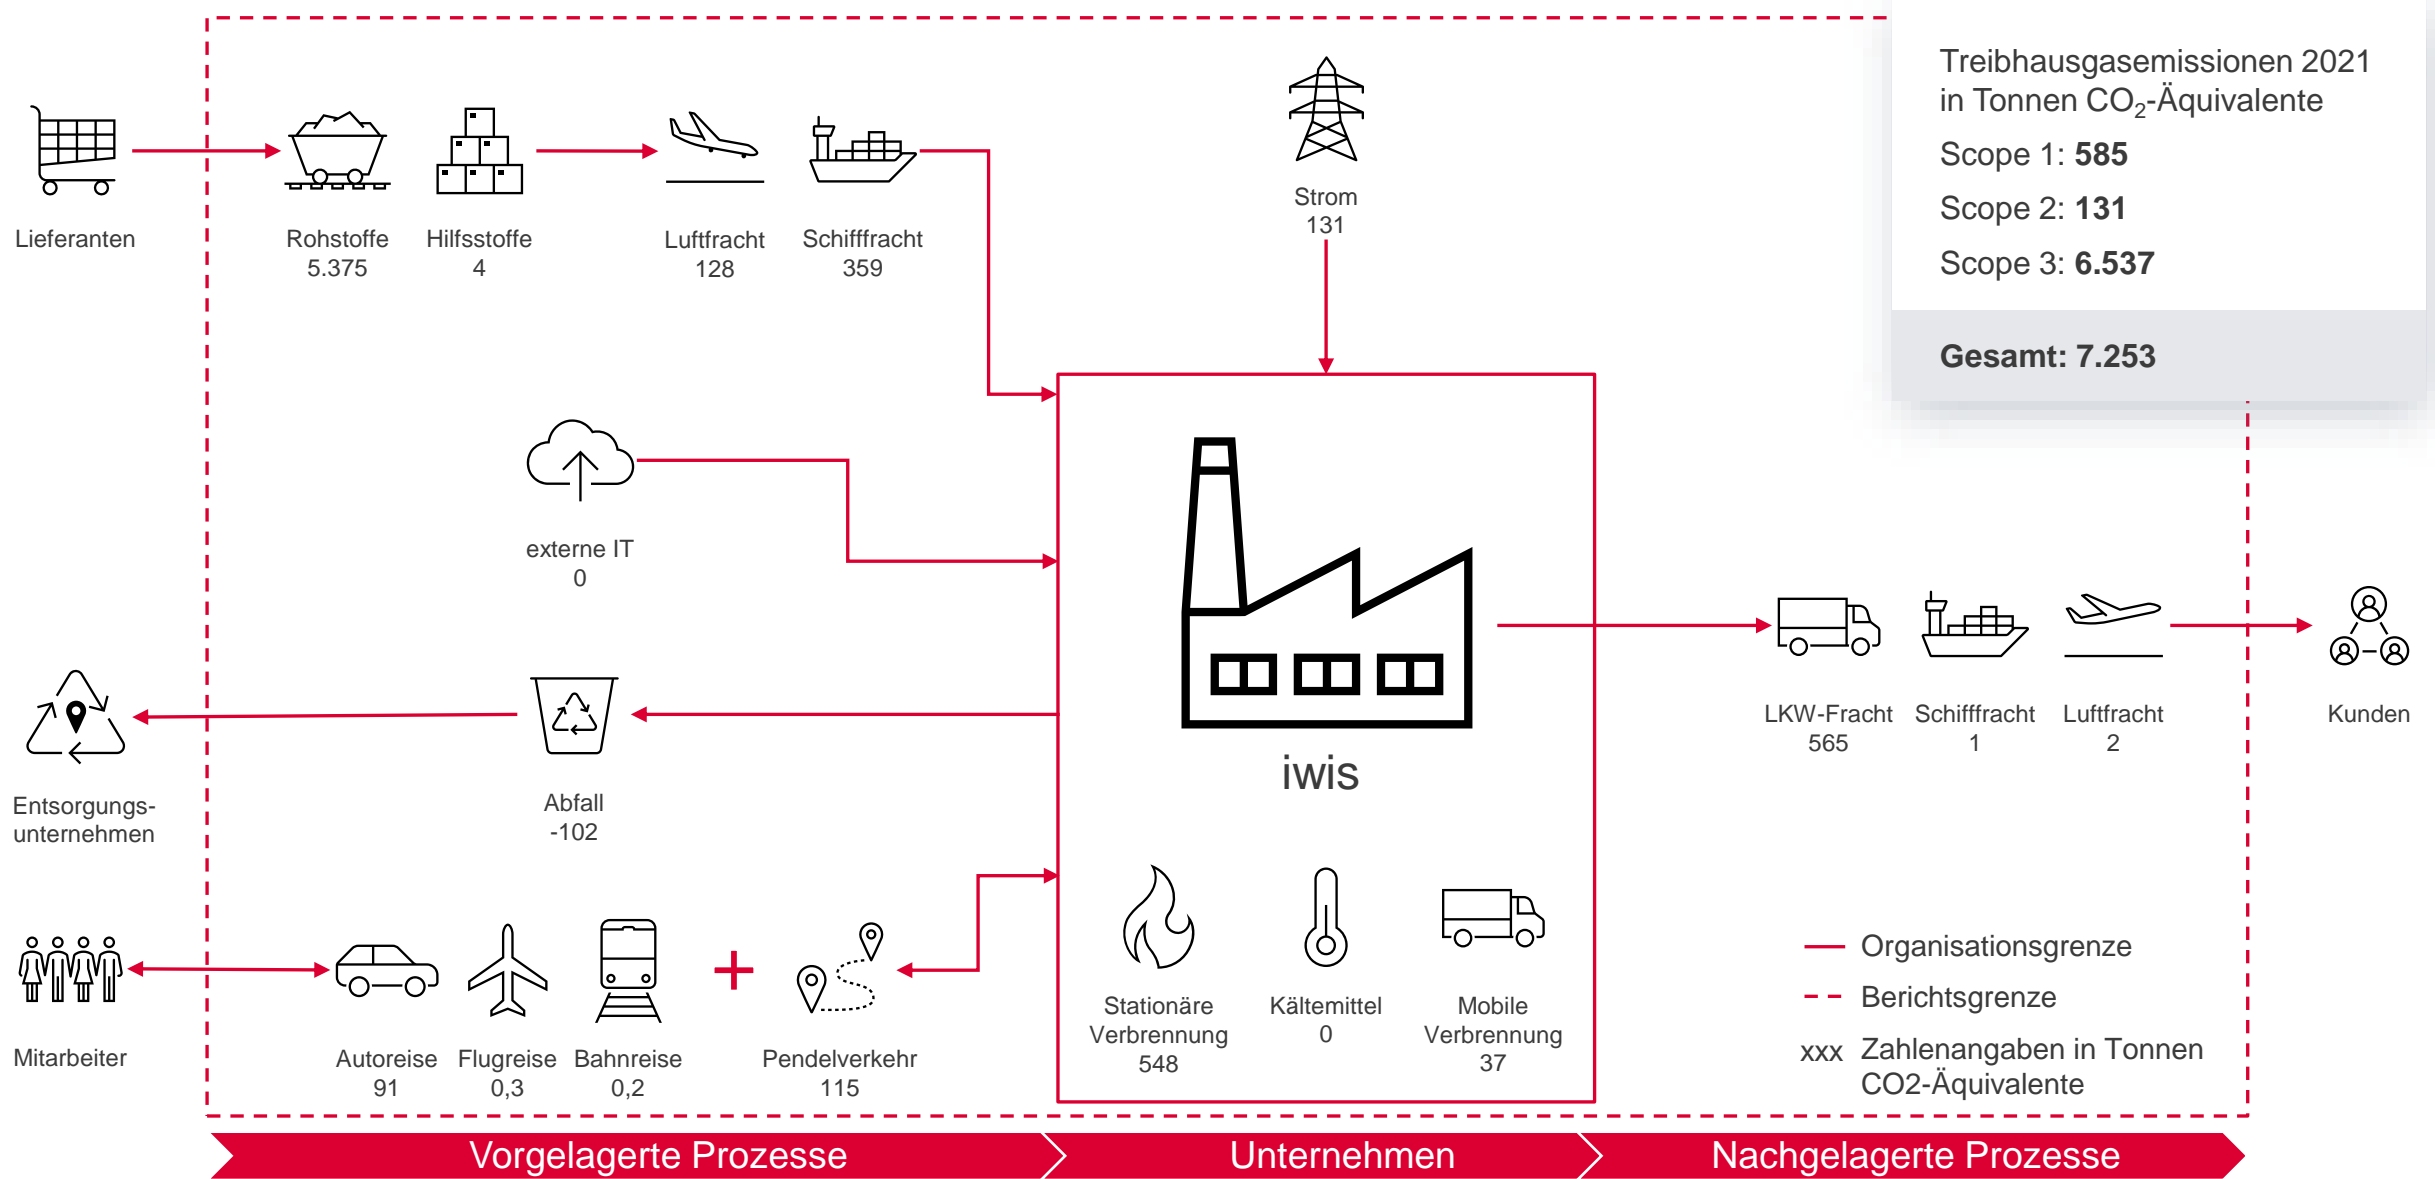 Treibhausgasemissionen 2021
in Tonnen CO₂-Äquivalente
Scope 1: 585
Scope 2: 131
Scope 3: 6.537
Gesamt: 7.253
Lieferanten
Rohstoffe
5.375
Hilfsstoffe
4
Luftfracht
128
Schifffracht
359
Strom
131
externe IT
0
Entsorgungs-
unternehmen
Abfall
-102
iwis
LKW-Fracht
565
Schifffracht
1
Luftfracht
2
Kunden
Mitarbeiter
Autoreise
91
Flugreise
0,3
Bahnreise
0,2
+
Pendelverkehr
115
Stationäre
Verbrennung
548
Kältemittel
0
Mobile
Verbrennung
37
Organisationsgrenze
Berichtsgrenze
xxx Zahlenangaben in Tonnen
CO2-Äquivalente
Vorgelagerte Prozesse
Unternehmen
Nachgelagerte Prozesse